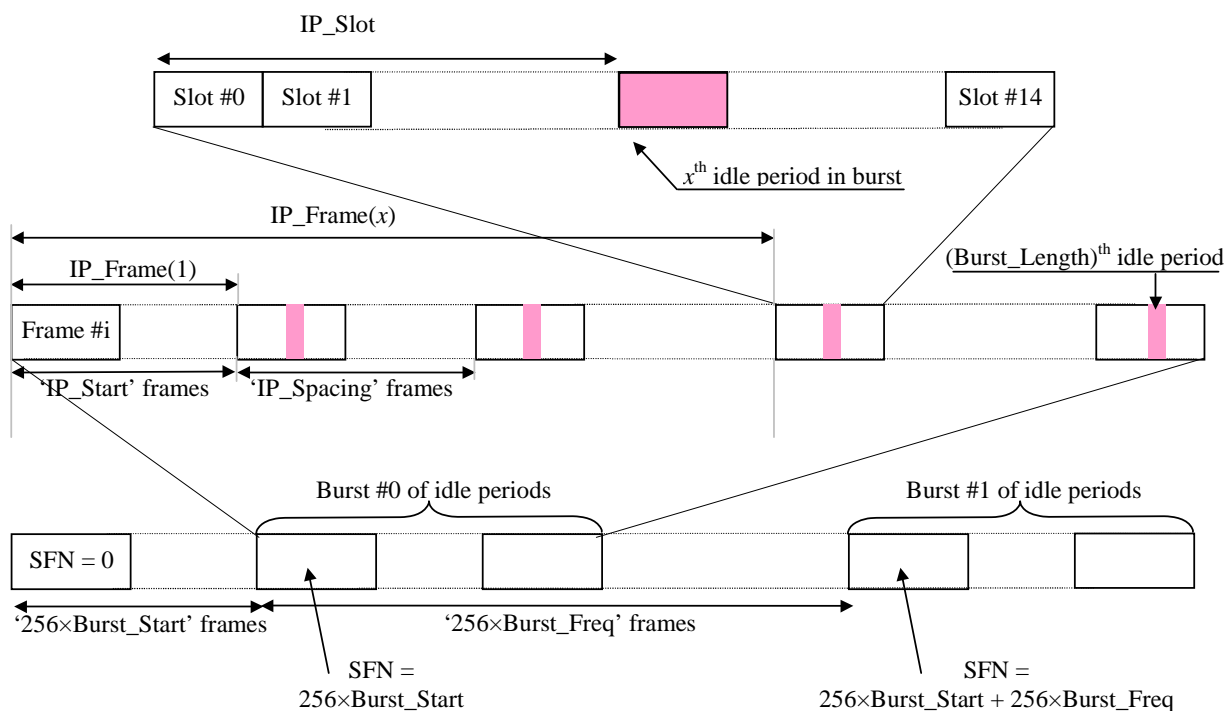 IP_Slot
Slot #0 Slot #1 Slot #14
xth idle period in burst
IP_Frame(x)
IP_Frame(1)
(Burst_Length)th idle period
Frame #i
‘IP_Start’ frames ‘IP_Spacing’ frames
Burst #0 of idle periods Burst #1 of idle periods
SFN = 0
‘256×Burst_Start’ frames ‘256×Burst_Freq’ frames
SFN =
256×Burst_Start
SFN =
256×Burst_Start + 256×Burst_Freq